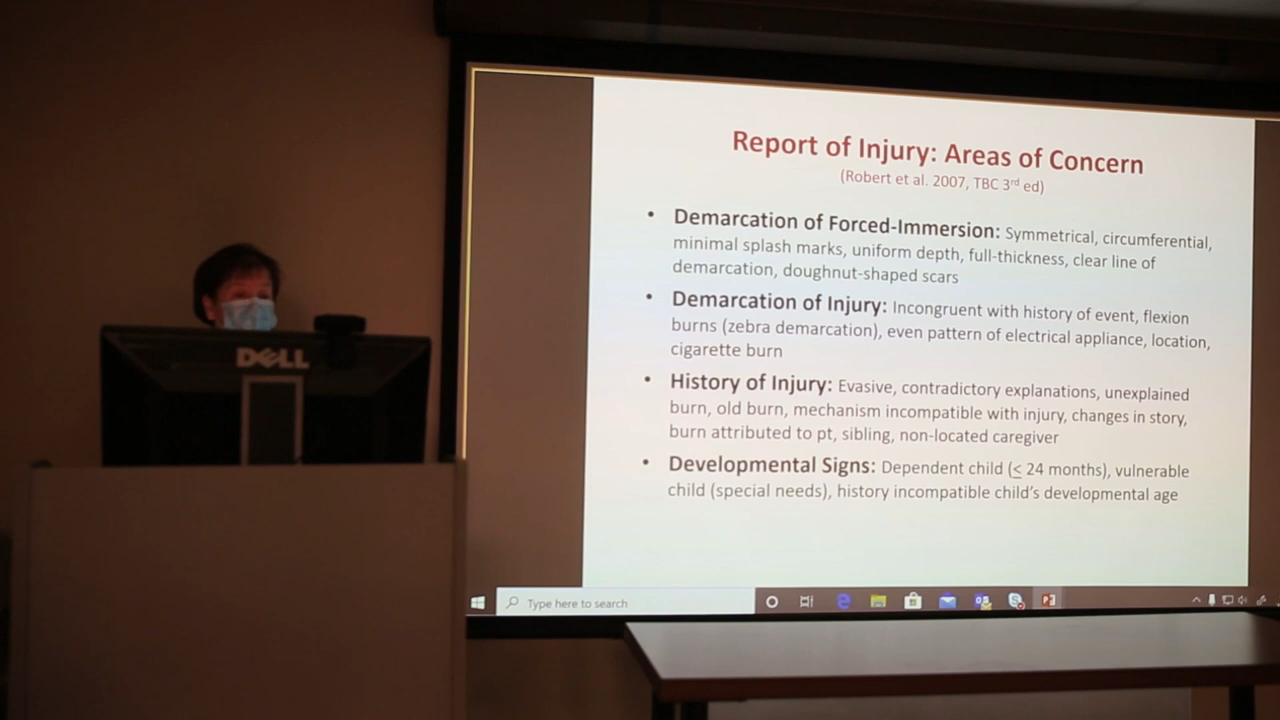 Report of Injury: Areas of Concern
(Robert et al. 2007, TBC 3rd ed)
• Demarcation of Forced-Immersion: Symmetrical, circumferential,
minimal splash marks, uniform depth, full-thickness, clear line of
demarcation, doughnut-shaped scars
• Demarcation of Injury: Incongruent with history of event, flexion
burns (zebra demarcation), even pattern of electrical appliance, location,
cigarette burn
• History of Injury: Evasive, contradictory explanations, unexplained
burn, old burn, mechanism incompatible with injury, changes in story,
burn attributed to pt, sibling, non-located caregiver
• Developmental Signs: Dependent child (≤ 24 months), vulnerable
child (special needs), history incompatible child's developmental age
DELL
Type here to search